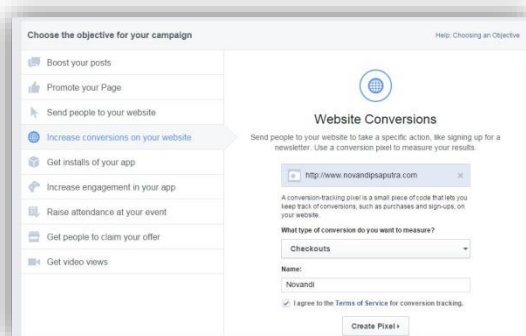 Choose the objective for your campaign
Help: Choosing an Objective
Boost your posts
Promote your Page
Send people to your website
Increase conversions on your website
Get installs of your app
Increase engagement in your app
Raise attendance at your event
Get people to claim your offer
Get video views
Website Conversions
Send people to your website to take a specific action, like signing up for a
newsletter. Use a conversion pixel to measure your results.
http://www.novandipsaputra.com
A conversion-tracking pixel is a small piece of code that lets you
keep track of conversions, such as purchases and sign-ups, on
your website.
What type of conversion do you want to measure?
Checkouts
Name:
Novandi
I agree to the Terms of Service for conversion tracking.
Create Pixel